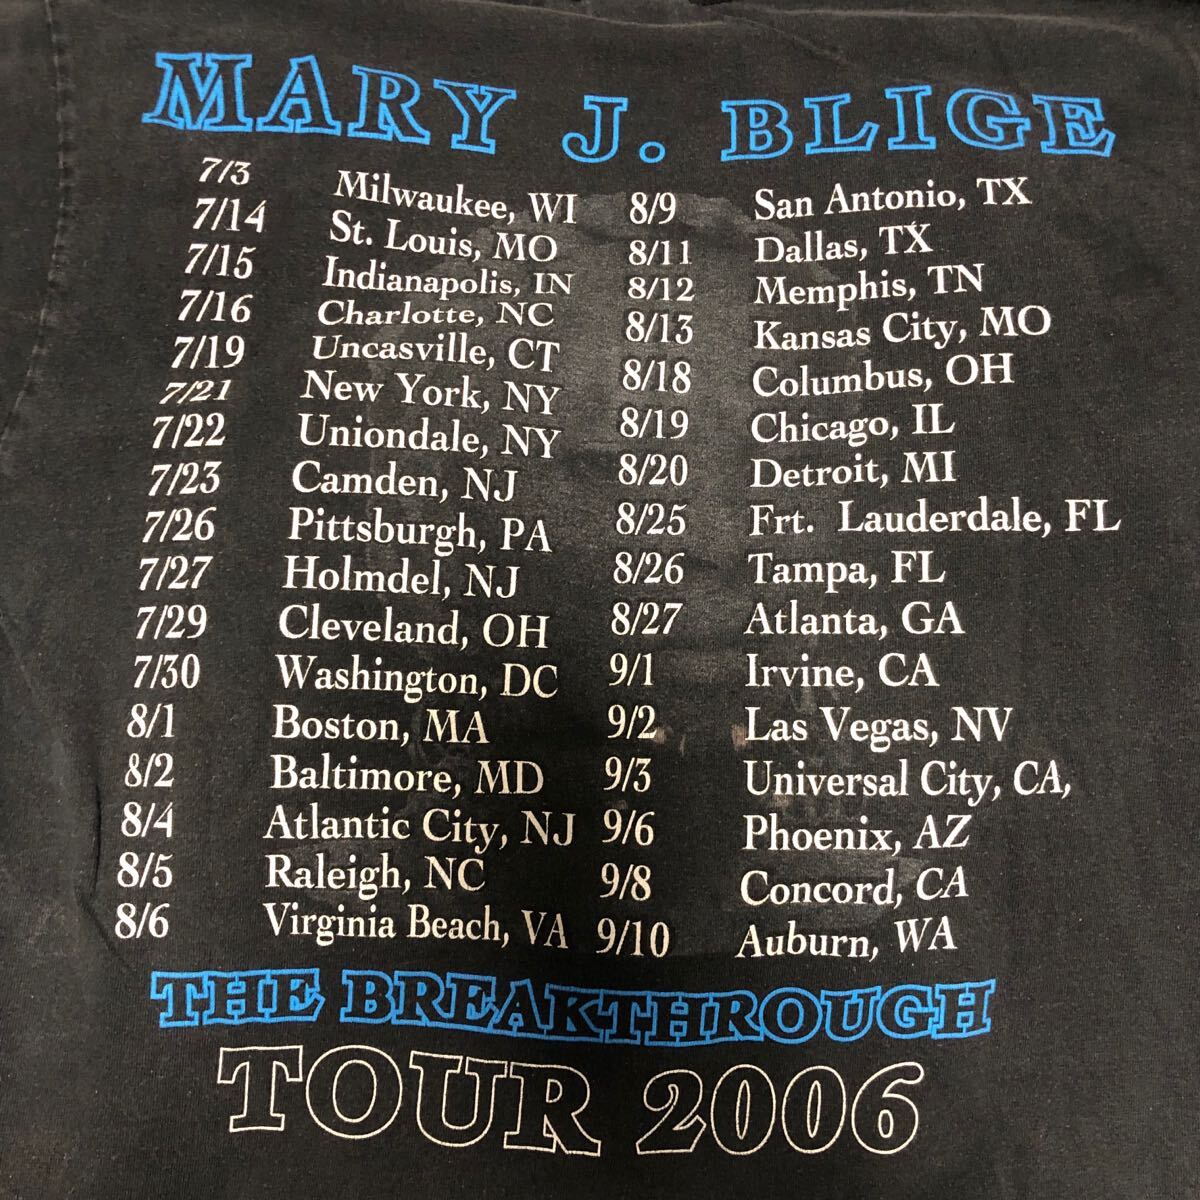 MARY J. BLIGE
7/3 Milwaukee, WI
7/14 St. Louis, MO
7/15 Indianapolis, IN
7/16 Charlotte, NC
7/19 Uncasville, CT
7/21 New York, NY
7/22 Uniondale, NY
7/23 Camden, NJ
7/26 Pittsburgh, PA
7/27 Holmdel, NJ
7/29 Cleveland, OH
7/30 Washington, DC
8/1 Boston, MA
8/2 Baltimore, MD
8/4 Atlantic City, NJ
8/5 Raleigh, NC
8/6 Virginia Beach, VA
8/9 San Antonio, TX
8/11 Dallas, TX
8/12 Memphis, TN
8/13 Kansas City, MO
8/18 Columbus, OH
8/19 Chicago, IL
8/20 Detroit, MI
8/25 Frt. Lauderdale, FL
8/26 Tampa, FL
8/27 Atlanta, GA
9/1 Irvine, CA
9/2 Las Vegas, NV
9/3 Universal City, CA,
9/6 Phoenix, AZ
9/8 Concord, CA
9/10 Auburn, WA
THE BREAKTHROUGH
TOUR 2006